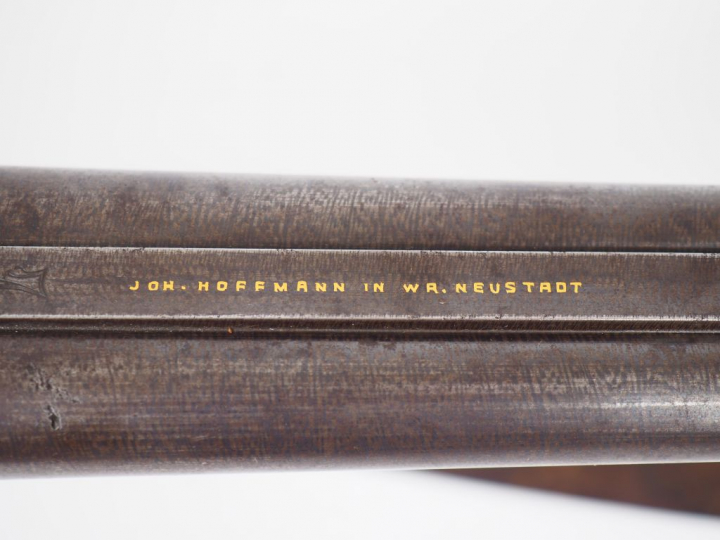 JOH. HOFFMANN IN WR. NEUSTADT